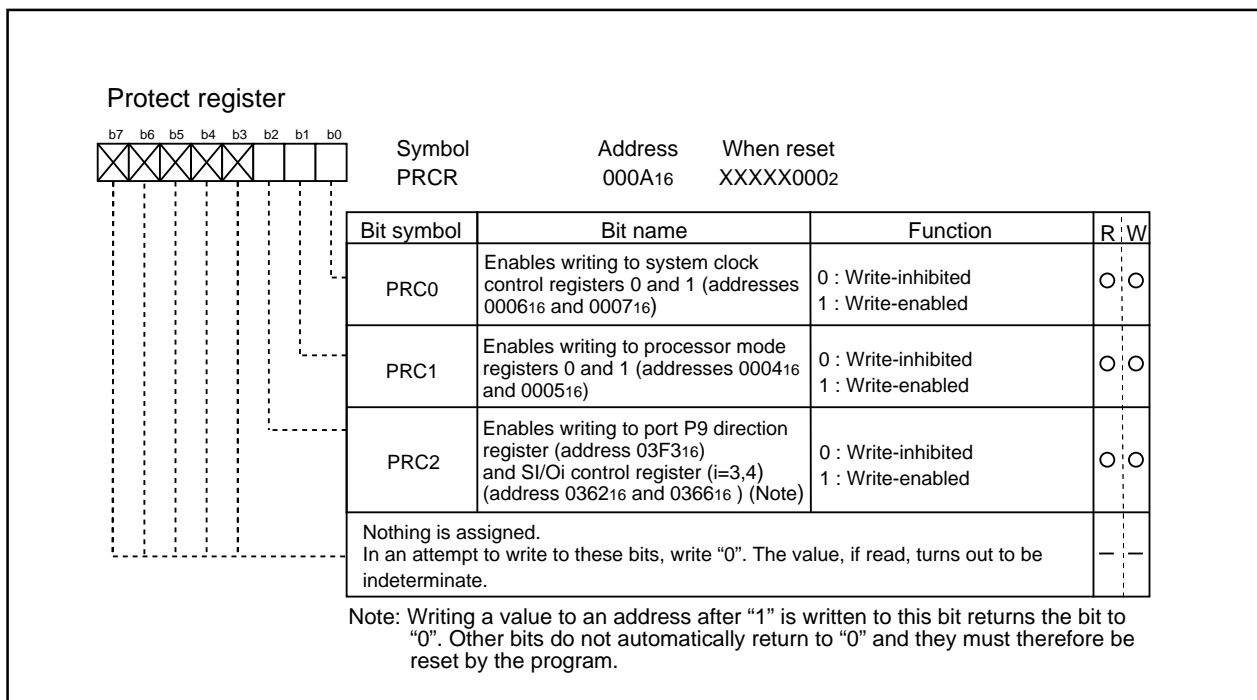 Protect register
b7 b6 b5 b4 b3 b2 b1 b0
Symbol Address When reset
PRCR 000A16 XXXXX0002
Bit symbol Bit name Function R W
PRC0 Enables writing to system clock
control registers 0 and 1 (addresses
000616 and 000716)
0 : Write-inhibited
1 : Write-enabled
PRC1 Enables writing to processor mode
registers 0 and 1 (addresses 000416
and 000516)
0 : Write-inhibited
1 : Write-enabled
PRC2 Enables writing to port P9 direction
register (address 03F316)
and SI/Oi control register (i=3,4)
(address 036216 and 036616 ) (Note)
0 : Write-inhibited
1 : Write-enabled
Nothing is assigned.
In an attempt to write to these bits, write “0”. The value, if read, turns out to be
indeterminate.
Note: Writing a value to an address after “1” is written to this bit returns the bit to
“0”. Other bits do not automatically return to “0” and they must therefore be
reset by the program.